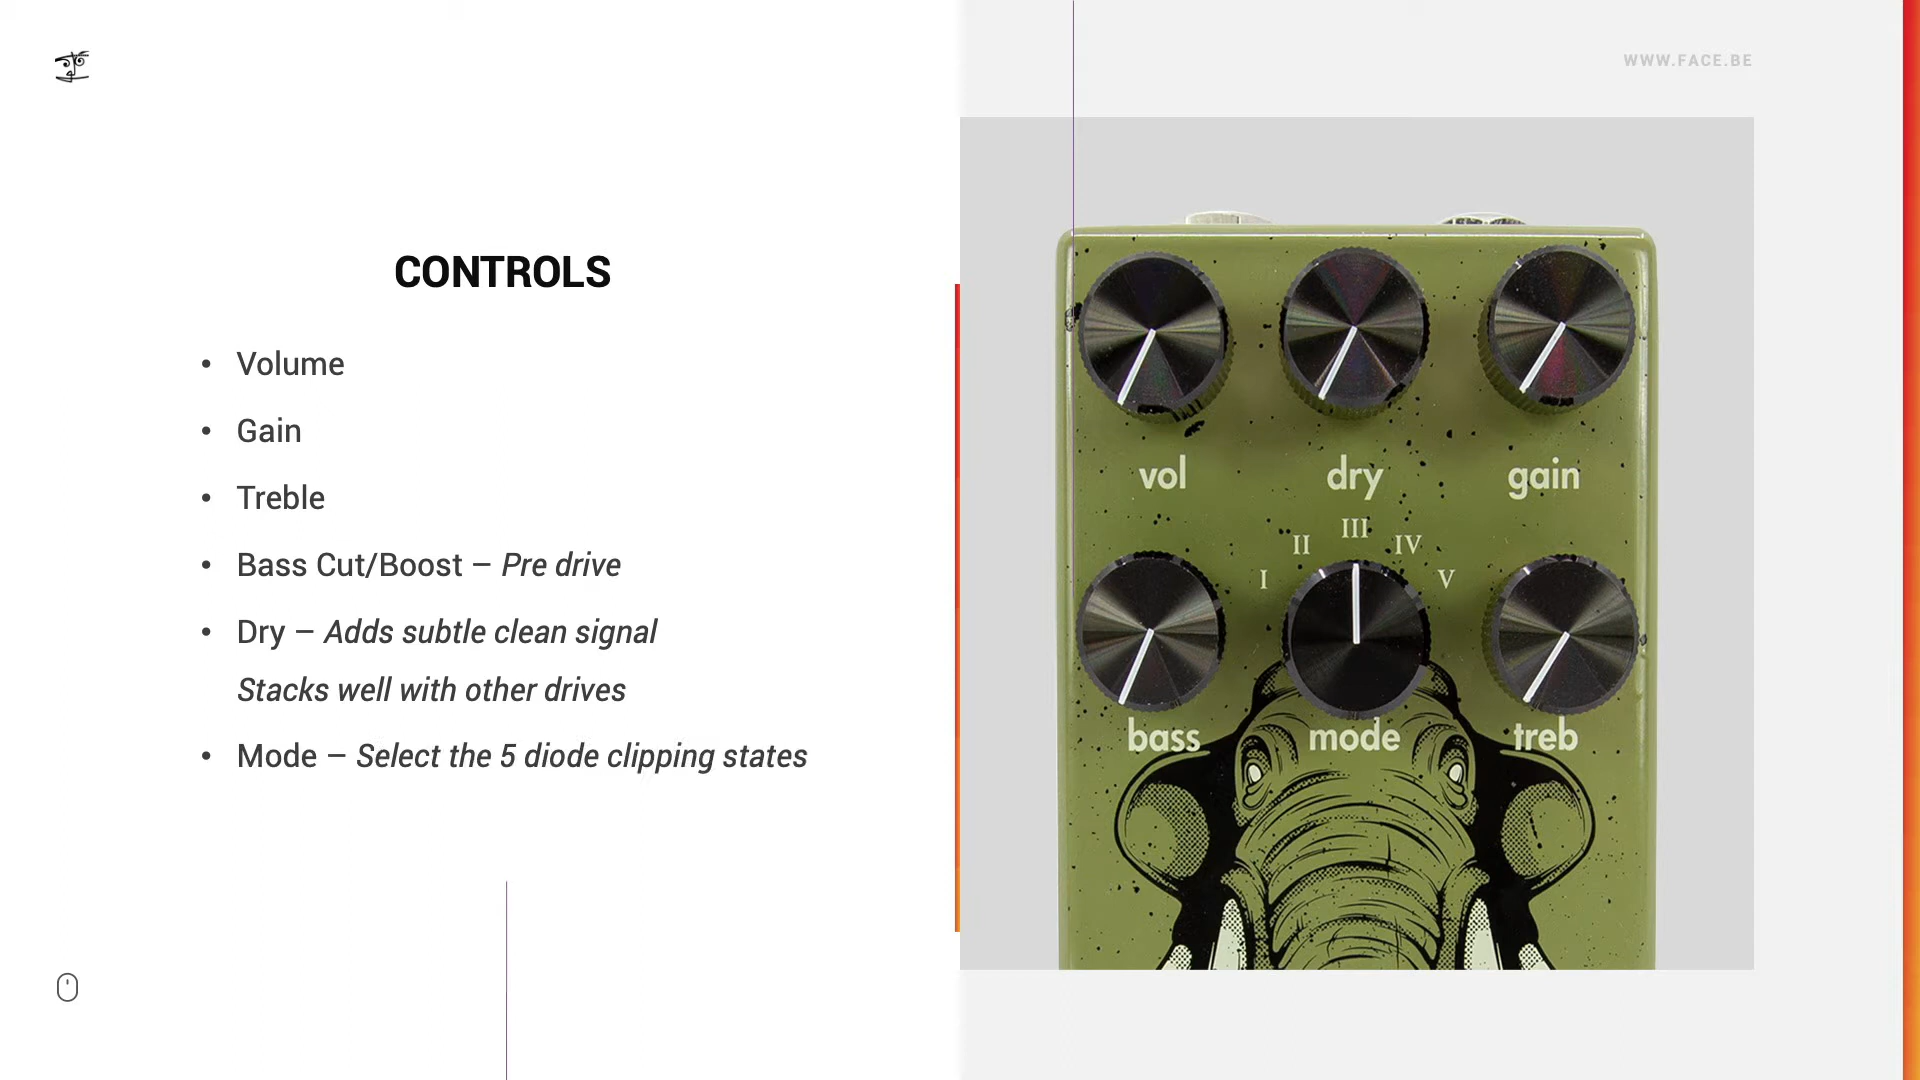 WWW.FACE.BE
CONTROLS
• Volume
• Gain
• Treble
• Bass Cut/Boost – Pre drive
• Dry – Adds subtle clean signal
Stacks well with other drives
• Mode – Select the 5 diode clipping states
vol dry gain
I II III IV V
bass mode treb